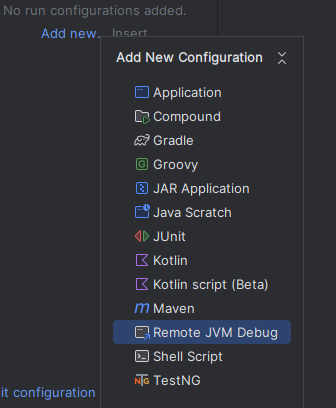 No run configurations added.
Add new... Insert
Add New Configuration
Application
Compound
Gradle
G Groovy
JAR Application
Java Scratch
JUnit
Kotlin
Kotlin script (Beta)
m Maven
Remote JVM Debug
Shell Script
NG TestNG
it configuration